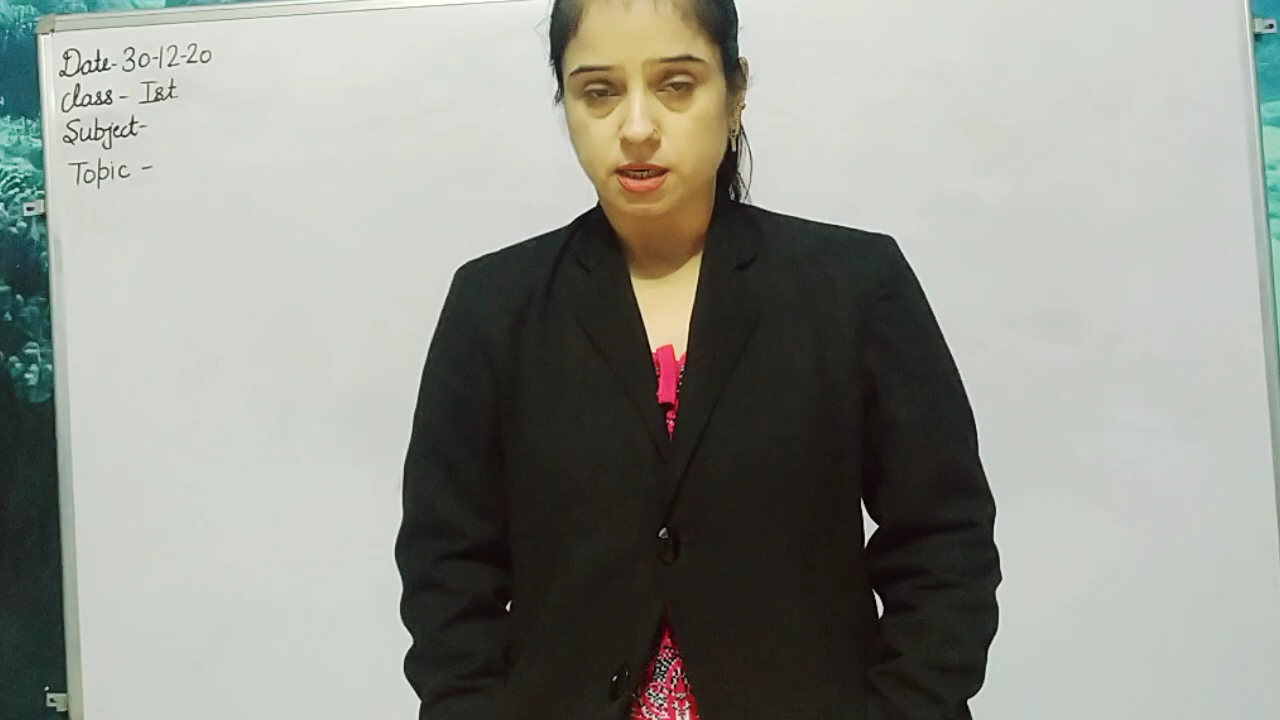 Date-30-12-20
Class - Ist
Subject-
Topic -